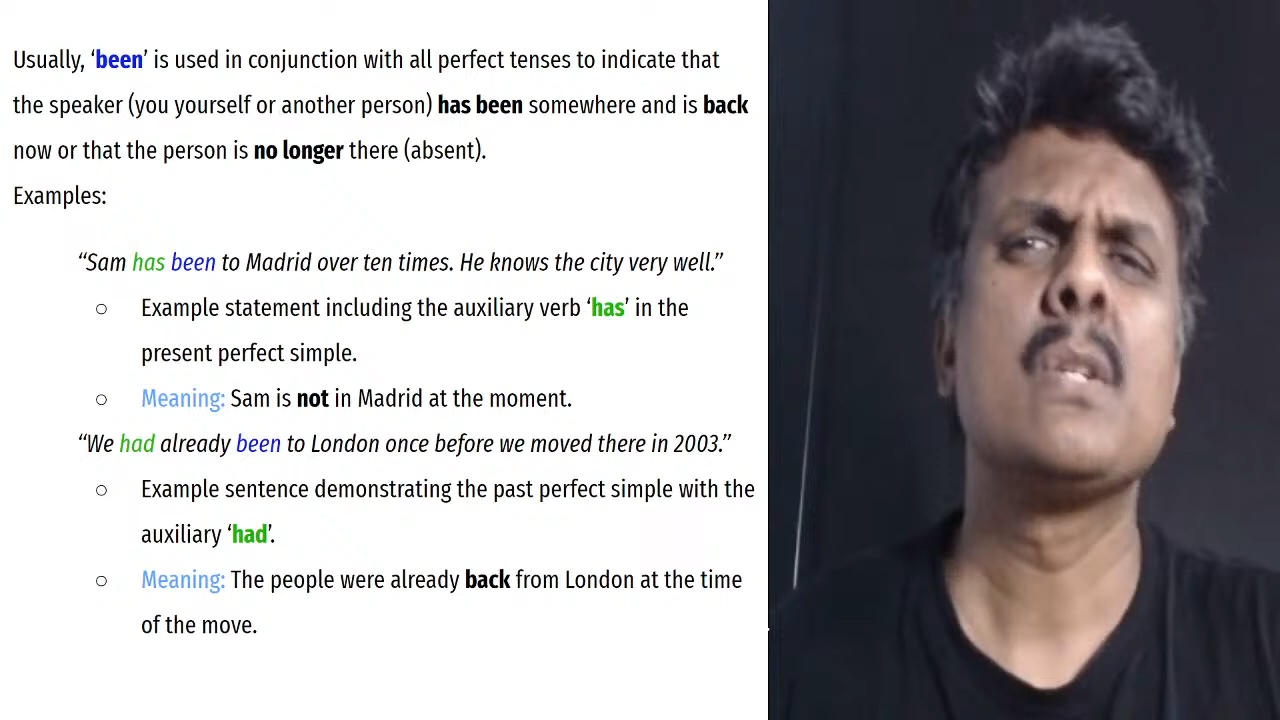 Usually, ‘been’ is used in conjunction with all perfect tenses to indicate that
the speaker (you yourself or another person) has been somewhere and is back
now or that the person is no longer there (absent).
Examples:
“Sam has been to Madrid over ten times. He knows the city very well.”
○ Example statement including the auxiliary verb ‘has’ in the
present perfect simple.
○ Meaning: Sam is not in Madrid at the moment.
“We had already been to London once before we moved there in 2003.”
○ Example sentence demonstrating the past perfect simple with the
auxiliary ‘had’.
○ Meaning: The people were already back from London at the time
of the move.